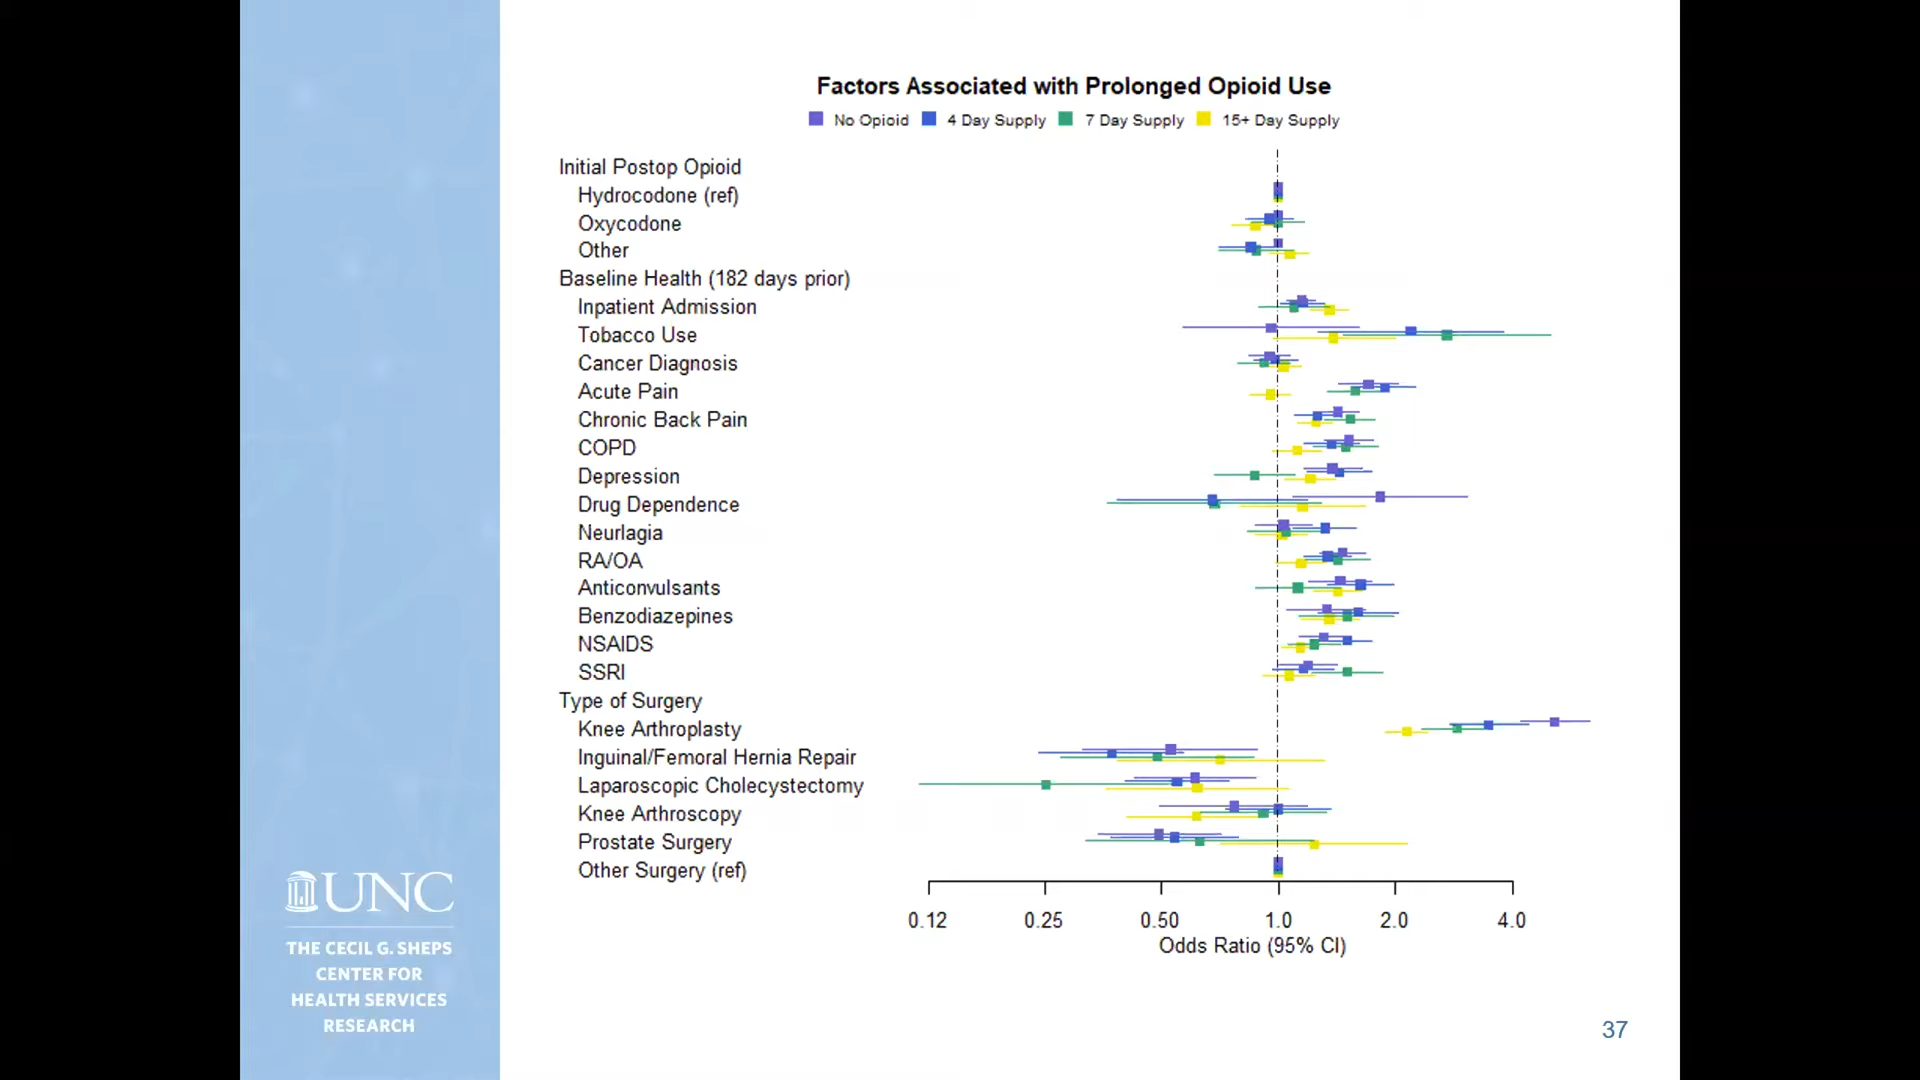 Factors Associated with Prolonged Opioid Use
No Opioid 4 Day Supply 7 Day Supply 15+ Day Supply
Initial Postop Opioid
Hydrocodone (ref)
Oxycodone
Other
Baseline Health (182 days prior)
Inpatient Admission
Tobacco Use
Cancer Diagnosis
Acute Pain
Chronic Back Pain
COPD
Depression
Drug Dependence
Neurlagia
RA/OA
Anticonvulsants
Benzodiazepines
NSAIDS
SSRI
Type of Surgery
Knee Arthroplasty
Inguinal/Femoral Hernia Repair
Laparoscopic Cholecystectomy
Knee Arthroscopy
Prostate Surgery
Other Surgery (ref)
0.12 0.25 0.50 1.0 2.0 4.0
Odds Ratio (95% CI)
UNC
THE CECIL G. SHEPS
CENTER FOR
HEALTH SERVICES
RESEARCH
37